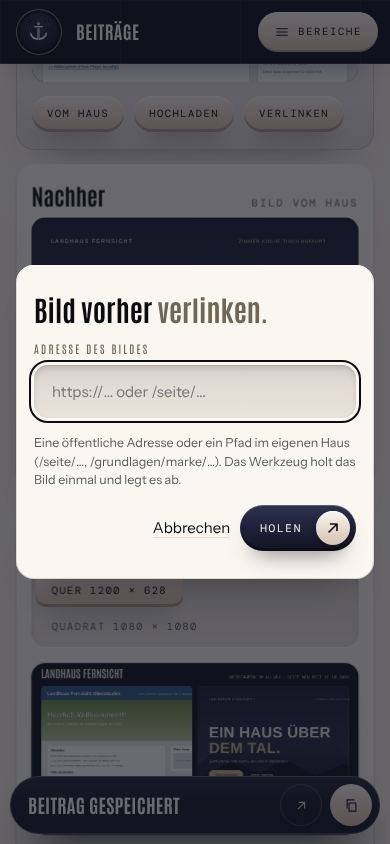 BEITRÄGE
BEREICHE
VOM HAUS
HOCHLADEN
VERLINKEN
Nachher
BILD VOM HAUS
LANDHAUS FERNSICHT
Bild vorher verlinken.
ADRESSE DES BILDES
https://… oder /seite/…
Eine öffentliche Adresse oder ein Pfad im eigenen Haus
(/seite/…, /grundlagen/marke/…). Das Werkzeug holt das
Bild einmal und legt es ab.
Abbrechen
HOLEN
QUER 1200 × 628
QUADRAT 1080 × 1080
LANDHAUS FERNSICHT
Landhaus Fernsicht Oberstaufen
Herzlich Willkommen!!!
EIN HAUS ÜBER
DEM TAL.
BEITRAG GESPEICHERT